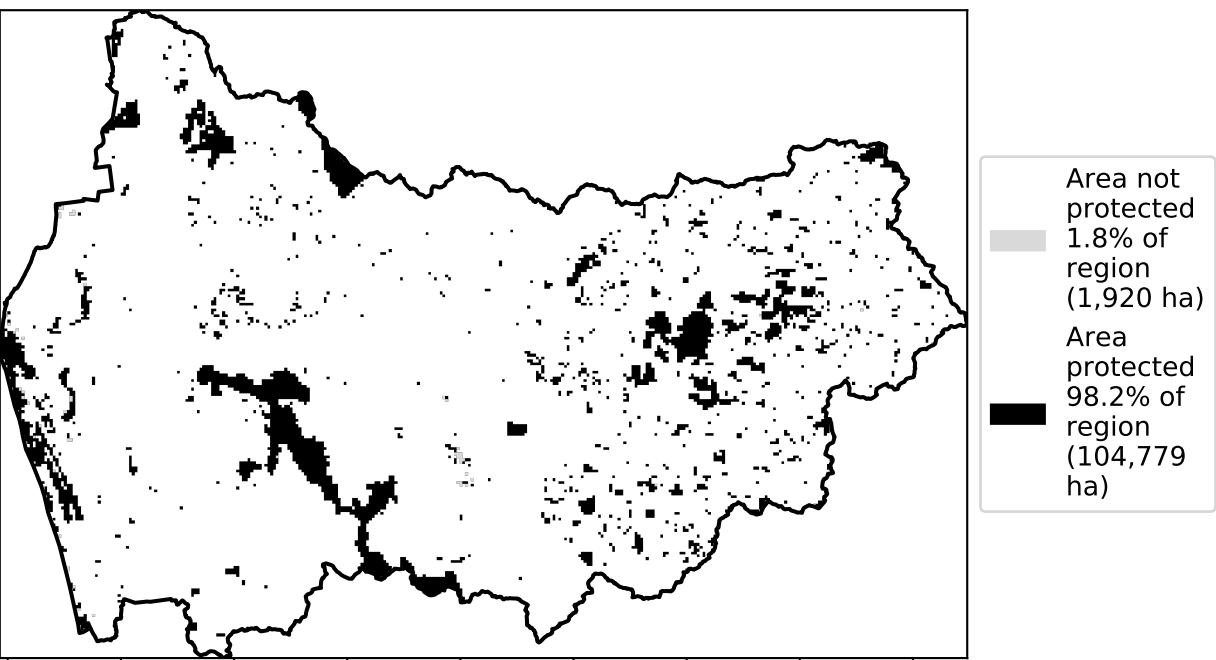 Area not
protected
1.8% of
region
(1,920 ha)
Area
protected
98.2% of
region
(104,779
ha)